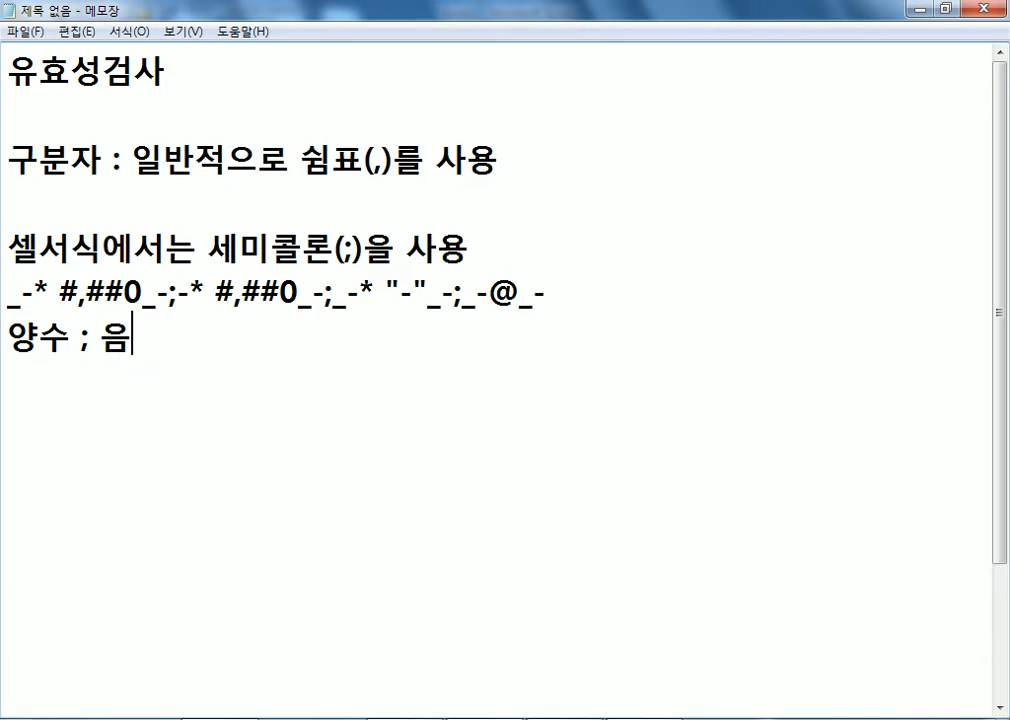 제목 없음 - 메모장
파일(F) 편집(E) 서식(O) 보기(V) 도움말(H)
유효성검사
구분자 : 일반적으로 쉼표(,)를 사용
셀서식에서는 세미콜론(;)을 사용
_-* #,##0_-;-* #,##0_-;_-* "-"_-;_-@_-
양수 ; 음